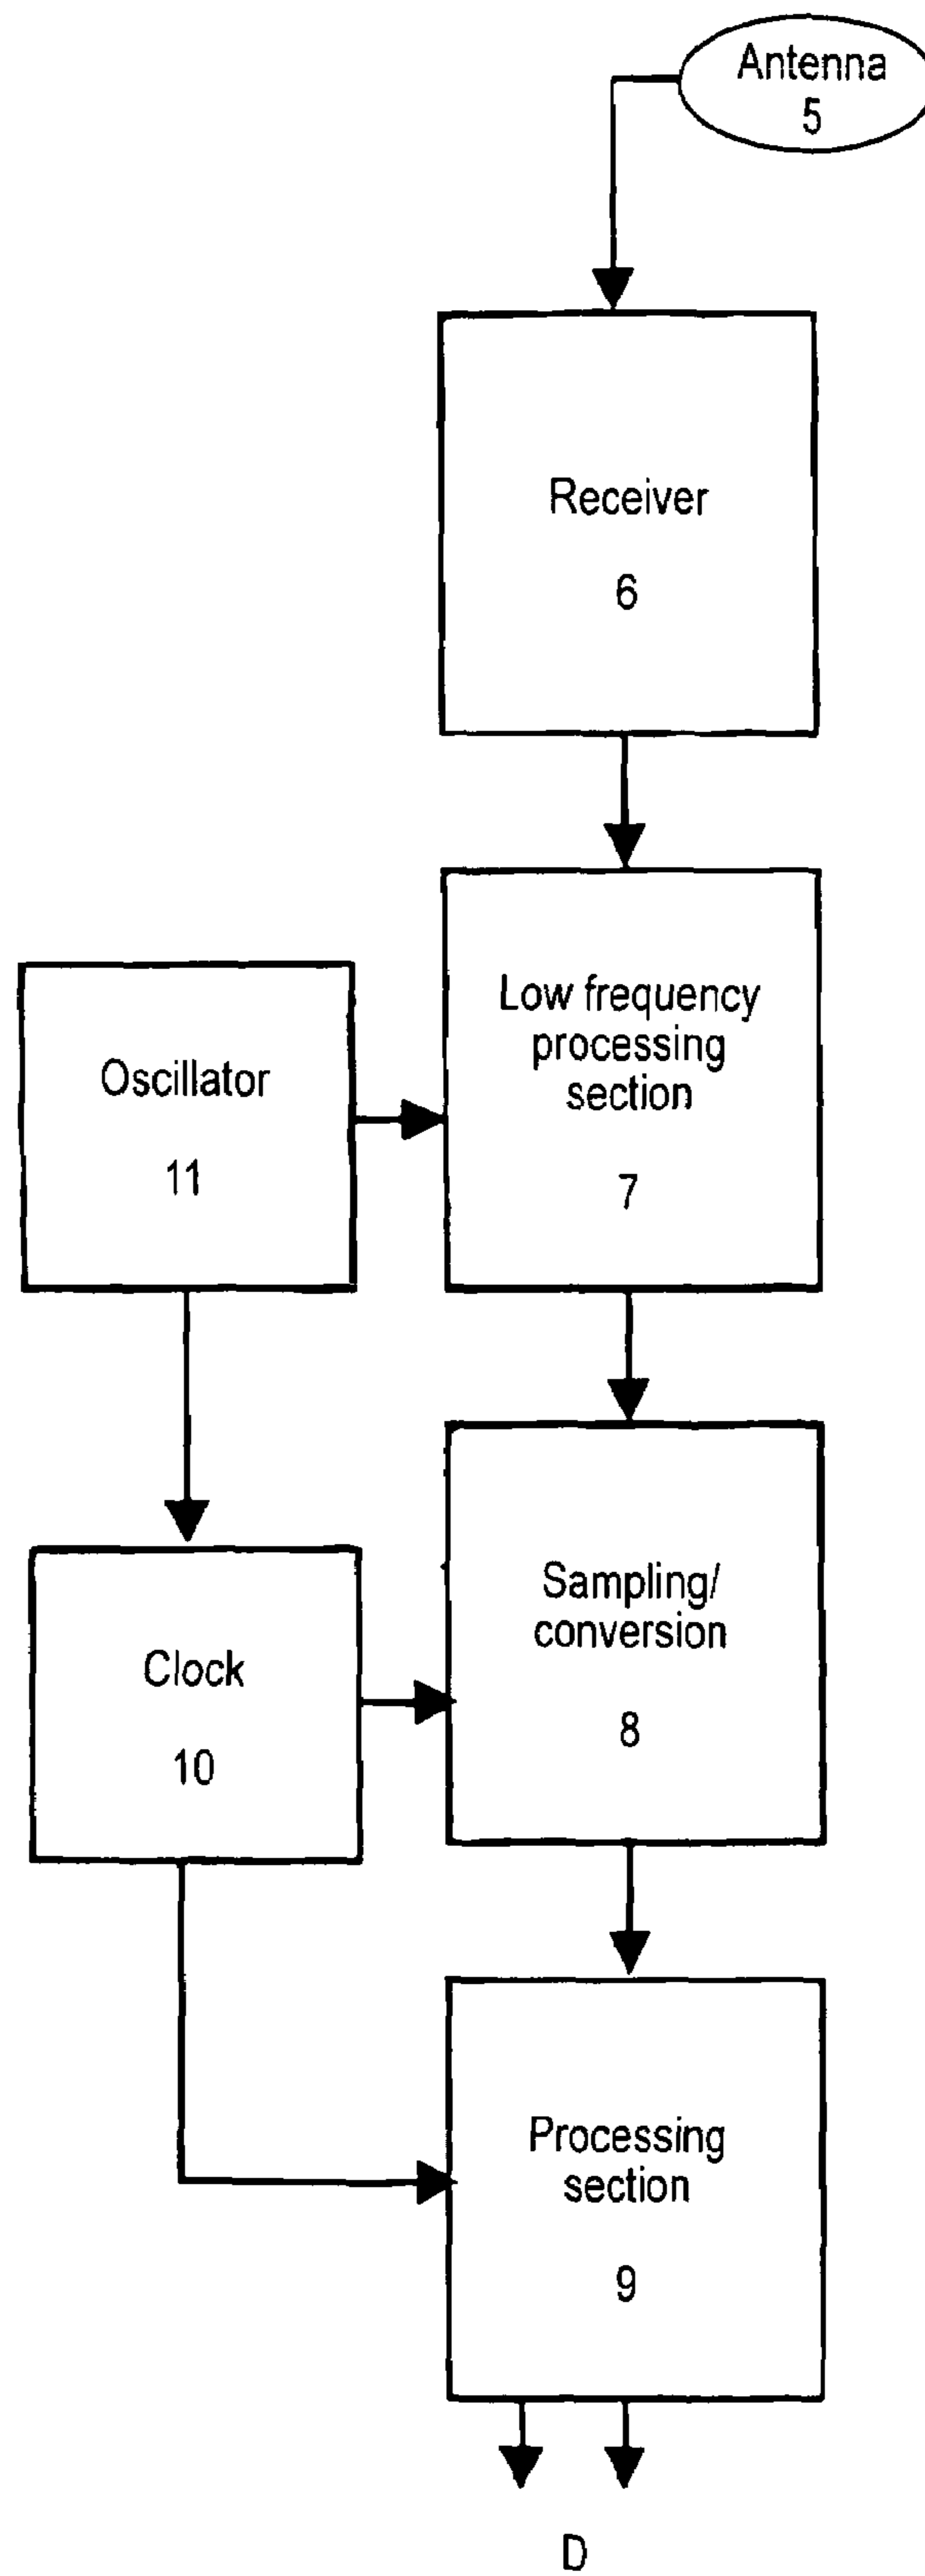 Antenna
5
Receiver
6
Low frequency
processing
section
7
Oscillator
11
Sampling/
conversion
8
Clock
10
Processing
section
9
D